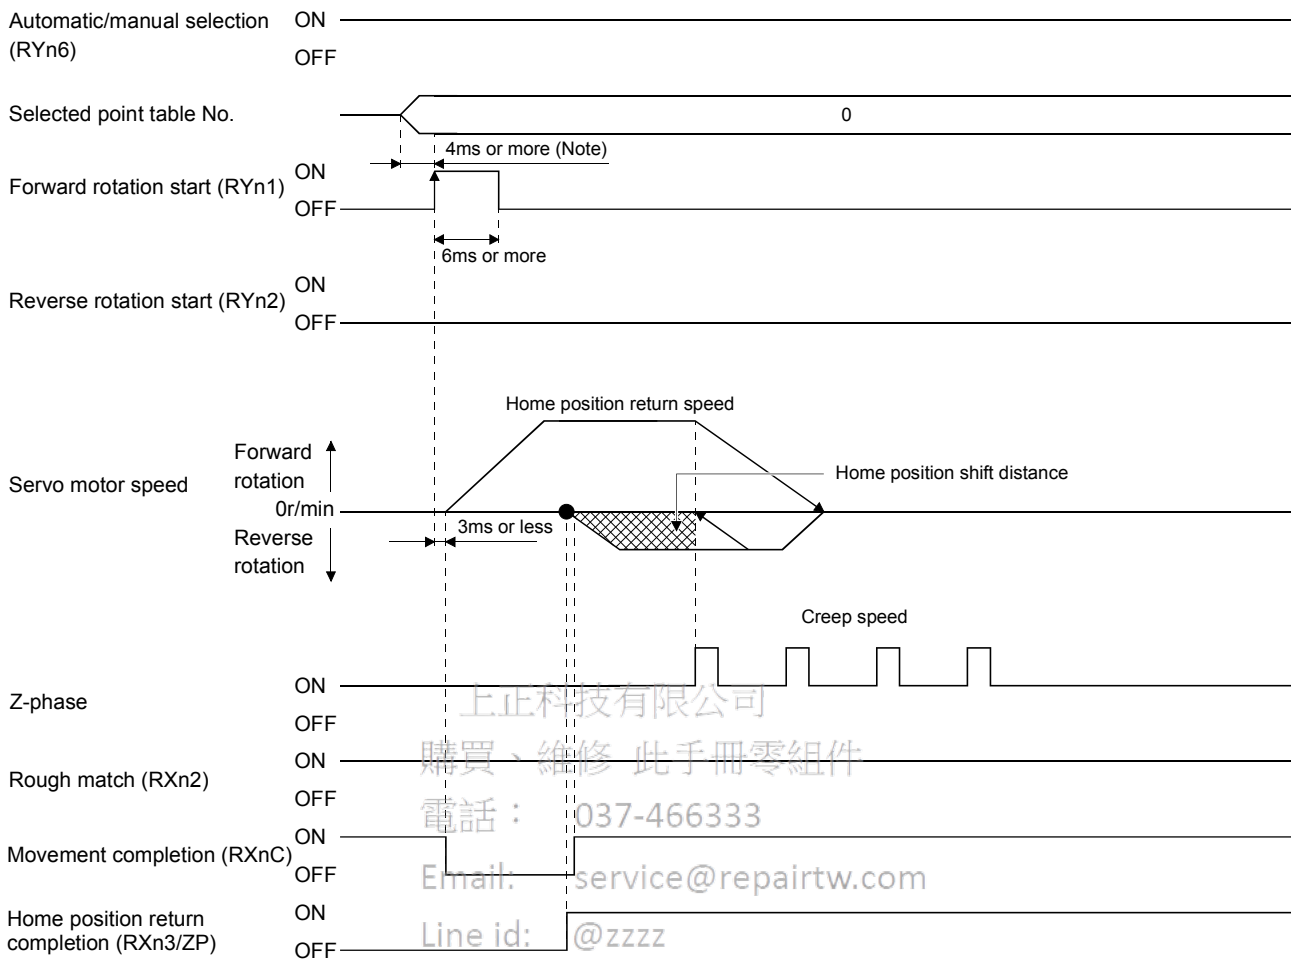 Automatic/manual selection
(RYn6)
ON
OFF
Selected point table No.
0
4ms or more (Note)
Forward rotation start (RYn1)
ON
OFF
6ms or more
Reverse rotation start (RYn2)
ON
OFF
Home position return speed
Servo motor speed
Forward
rotation
0r/min
Reverse
rotation
Home position shift distance
3ms or less
Creep speed
Z-phase
ON
OFF
上正科技有限公司
購買、維修 此手冊零組件
Rough match (RXn2)
ON
OFF
電話： 037-466333
Movement completion (RXnC)
ON
OFF
Email: service@repairtw.com
Home position return
completion (RXn3/ZP)
ON
OFF
Line id: @zzzz